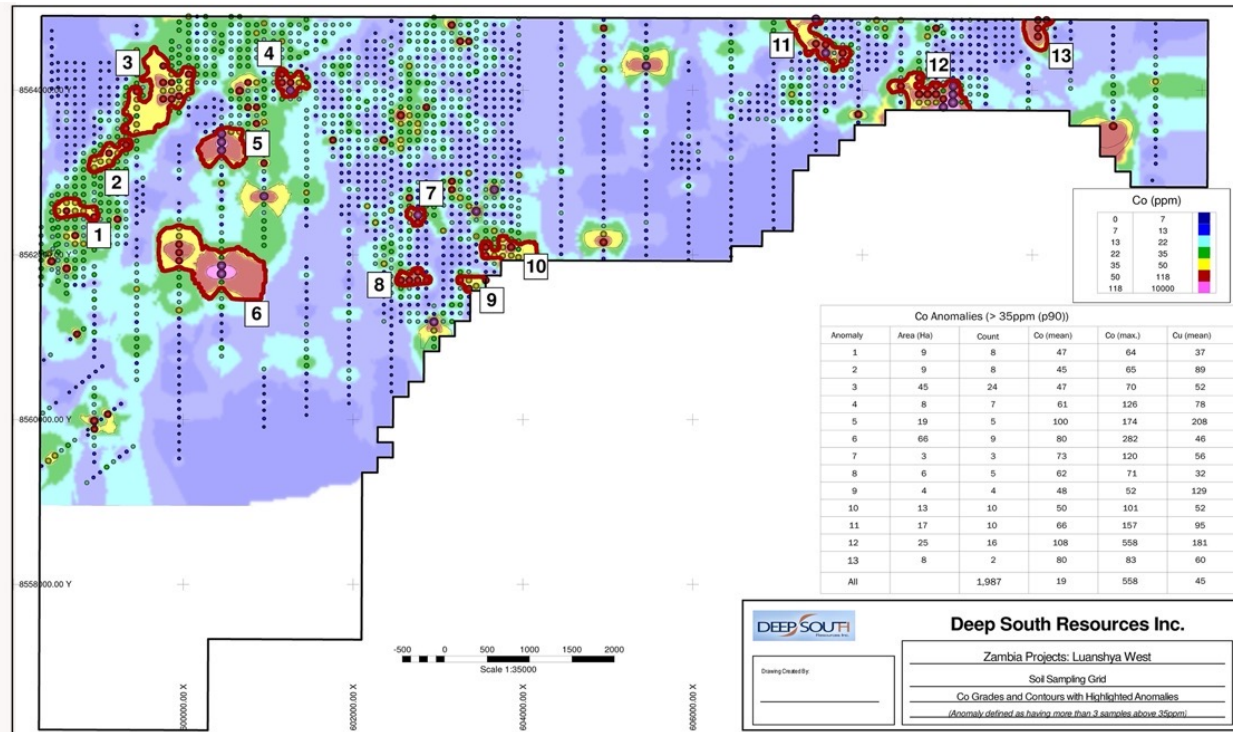 3
4
11
12
13
8564000.00 Y
5
2
7
1
8562000.00 Y
8
9
10
6
8560000.00 Y
8558000.00 Y
600000.00 X
602000.00 X
604000.00 X
606000.00 X
-500 0 500 1000 1500 2000
Scale 1:35000
Co (ppm)
0 7
7 13
13 22
22 35
35 50
50 118
118 10000
Co Anomalies (> 35ppm (p90))
Anomaly Area (Ha) Count Co (mean) Co (max.) Cu (mean)
1 9 8 47 64 37
2 9 8 45 65 89
3 45 24 47 70 52
4 8 7 61 126 78
5 19 5 100 174 208
6 66 9 80 282 46
7 3 3 73 120 56
8 6 5 62 71 32
9 4 4 48 52 129
10 13 10 50 101 52
11 17 10 66 157 95
12 25 16 108 558 181
13 8 2 80 83 60
All 1,987 19 558 45
DEEP SOUTH
Resources Inc.
Drawing Created By:
Deep South Resources Inc.
Zambia Projects: Luanshya West
Soil Sampling Grid
Co Grades and Contours with Highlighted Anomalies
(Anomaly defined as having more than 3 samples above 35ppm)